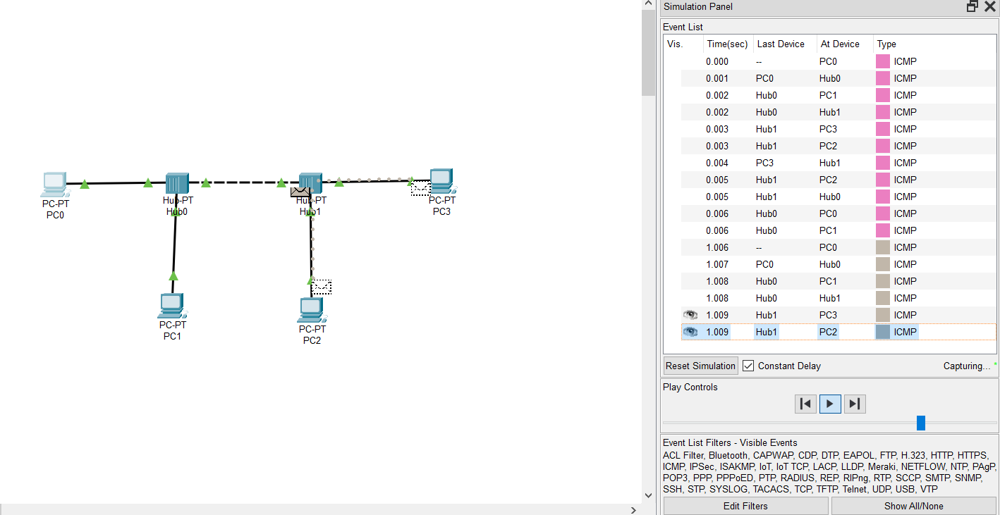 Simulation Panel
Event List
Vis. Time(sec) Last Device At Device Type
0.000 -- PC0 ICMP
0.001 PC0 Hub0 ICMP
0.002 Hub0 PC1 ICMP
0.002 Hub0 Hub1 ICMP
0.003 Hub1 PC3 ICMP
0.003 Hub1 PC2 ICMP
0.004 PC3 Hub1 ICMP
0.005 Hub1 PC2 ICMP
0.005 Hub1 Hub0 ICMP
0.006 Hub0 PC0 ICMP
0.006 Hub0 PC1 ICMP
1.006 -- PC0 ICMP
1.007 PC0 Hub0 ICMP
1.008 Hub0 PC1 ICMP
1.008 Hub0 Hub1 ICMP
1.009 Hub1 PC3 ICMP
1.009 Hub1 PC2 ICMP
Reset Simulation Constant Delay Capturing... *
Play Controls
Event List Filters - Visible Events
ACL Filter, Bluetooth, CAPWAP, CDP, DTP, EAPOL, FTP, H.323, HTTP, HTTPS,
ICMP, IPSec, ISAKMP, IoT, IoT TCP, LACP, LLDP, Meraki, NETFLOW, NTP, PAgP,
POP3, PPP, PPPoED, PTP, RADIUS, REP, RIPng, RTP, SCCP, SMTP, SNMP,
SSH, STP, SYSLOG, TACACS, TCP, TFTP, Telnet, UDP, USB, VTP
Edit Filters Show All/None
PC-PT
PC0
Hub-PT
Hub0
Hub-PT
Hub1
PC-PT
PC3
PC-PT
PC1
PC-PT
PC2